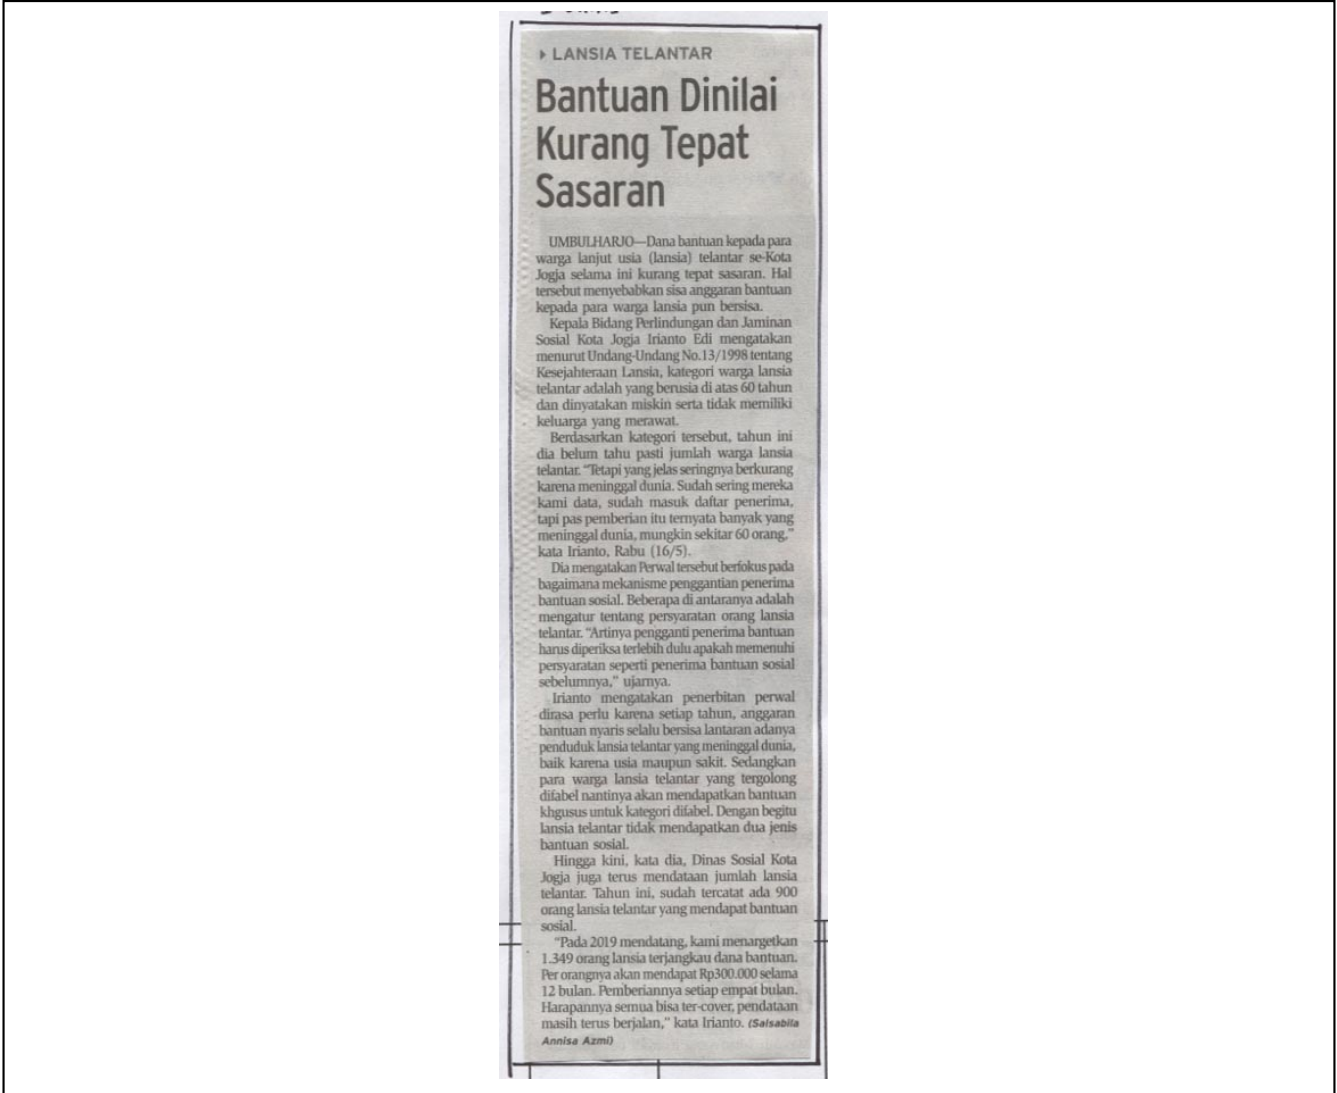 LANSIA TELANTAR
Bantuan Dinilai
Kurang Tepat
Sasaran
UMBULHARJO—Dana bantuan kepada para
warga lanjut usia (lansia) telantar se-Kota
Jogja selama ini kurang tepat sasaran. Hal
tersebut menyebabkan sisa anggaran bantuan
kepada para warga lansia pun bersisa.
Kepala Bidang Perlindungan dan Jaminan
Sosial Kota Jogja Irianto Edi mengatakan
menurut Undang-Undang No.13/1998 tentang
Kesejahteraan Lansia, kategori warga lansia
telantar adalah yang berusia di atas 60 tahun
dan dinyatakan miskin serta tidak memiliki
keluarga yang merawat.
Berdasarkan kategori tersebut, tahun ini
dia belum tahu pasti jumlah warga lansia
telantar. "Tetapi yang jelas seringnya berkurang
karena meninggal dunia. Sudah sering mereka
kami data, sudah masuk daftar penerima,
tapi pas pemberian itu ternyata banyak yang
meninggal dunia, mungkin sekitar 60 orang,"
kata Irianto, Rabu (16/5).
Dia mengatakan Perwal tersebut berfokus pada
bagaimana mekanisme penggantian penerima
bantuan sosial. Beberapa di antaranya adalah
mengatur tentang persyaratan orang lansia
telantar. "Artinya pengganti penerima bantuan
harus diperiksa terlebih dulu apakah memenuhi
persyaratan seperti penerima bantuan sosial
sebelumnya," ujarnya.
Irianto mengatakan penerbitan perwal
dirasa perlu karena setiap tahun, anggaran
bantuan nyaris selalu bersisa lantaran adanya
penduduk lansia telantar yang meninggal dunia,
baik karena usia maupun sakit. Sedangkan
para warga lansia telantar yang tergolong
difabel nantinya akan mendapatkan bantuan
khgusus untuk kategori difabel. Dengan begitu
lansia telantar tidak mendapatkan dua jenis
bantuan sosial.
Hingga kini, kata dia, Dinas Sosial Kota
Jogja juga terus mendataan jumlah lansia
telantar. Tahun ini, sudah tercatat ada 900
orang lansia telantar yang mendapat bantuan
sosial.
"Pada 2019 mendatang, kami menargetkan
1.349 orang lansia terjangkau dana bantuan.
Per orangnya akan mendapat Rp300.000 selama
12 bulan. Pemberiannya setiap empat bulan.
Harapannya semua bisa ter-cover, pendataan
masih terus berjalan," kata Irianto. (Salsabila
Annisa Azmi)